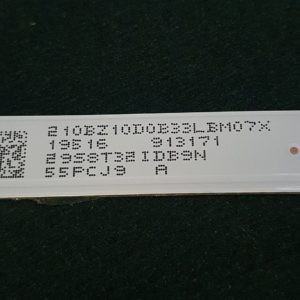 210BZ10D0B33LBM07X
19516 913171
29S8T32IDB9N
55PCJ9 A